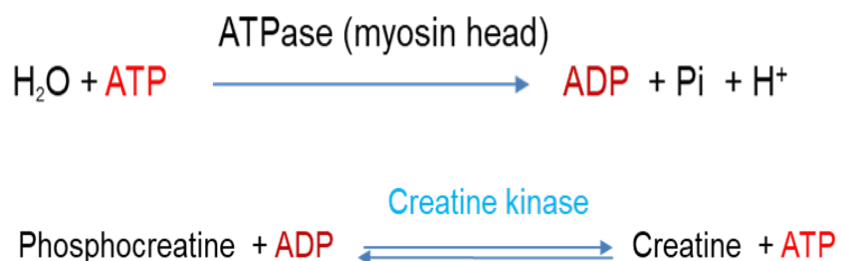 ATPase (myosin head)
H₂O + ATP ADP + Pi + H⁺
Creatine kinase
Phosphocreatine + ADP Creatine + ATP